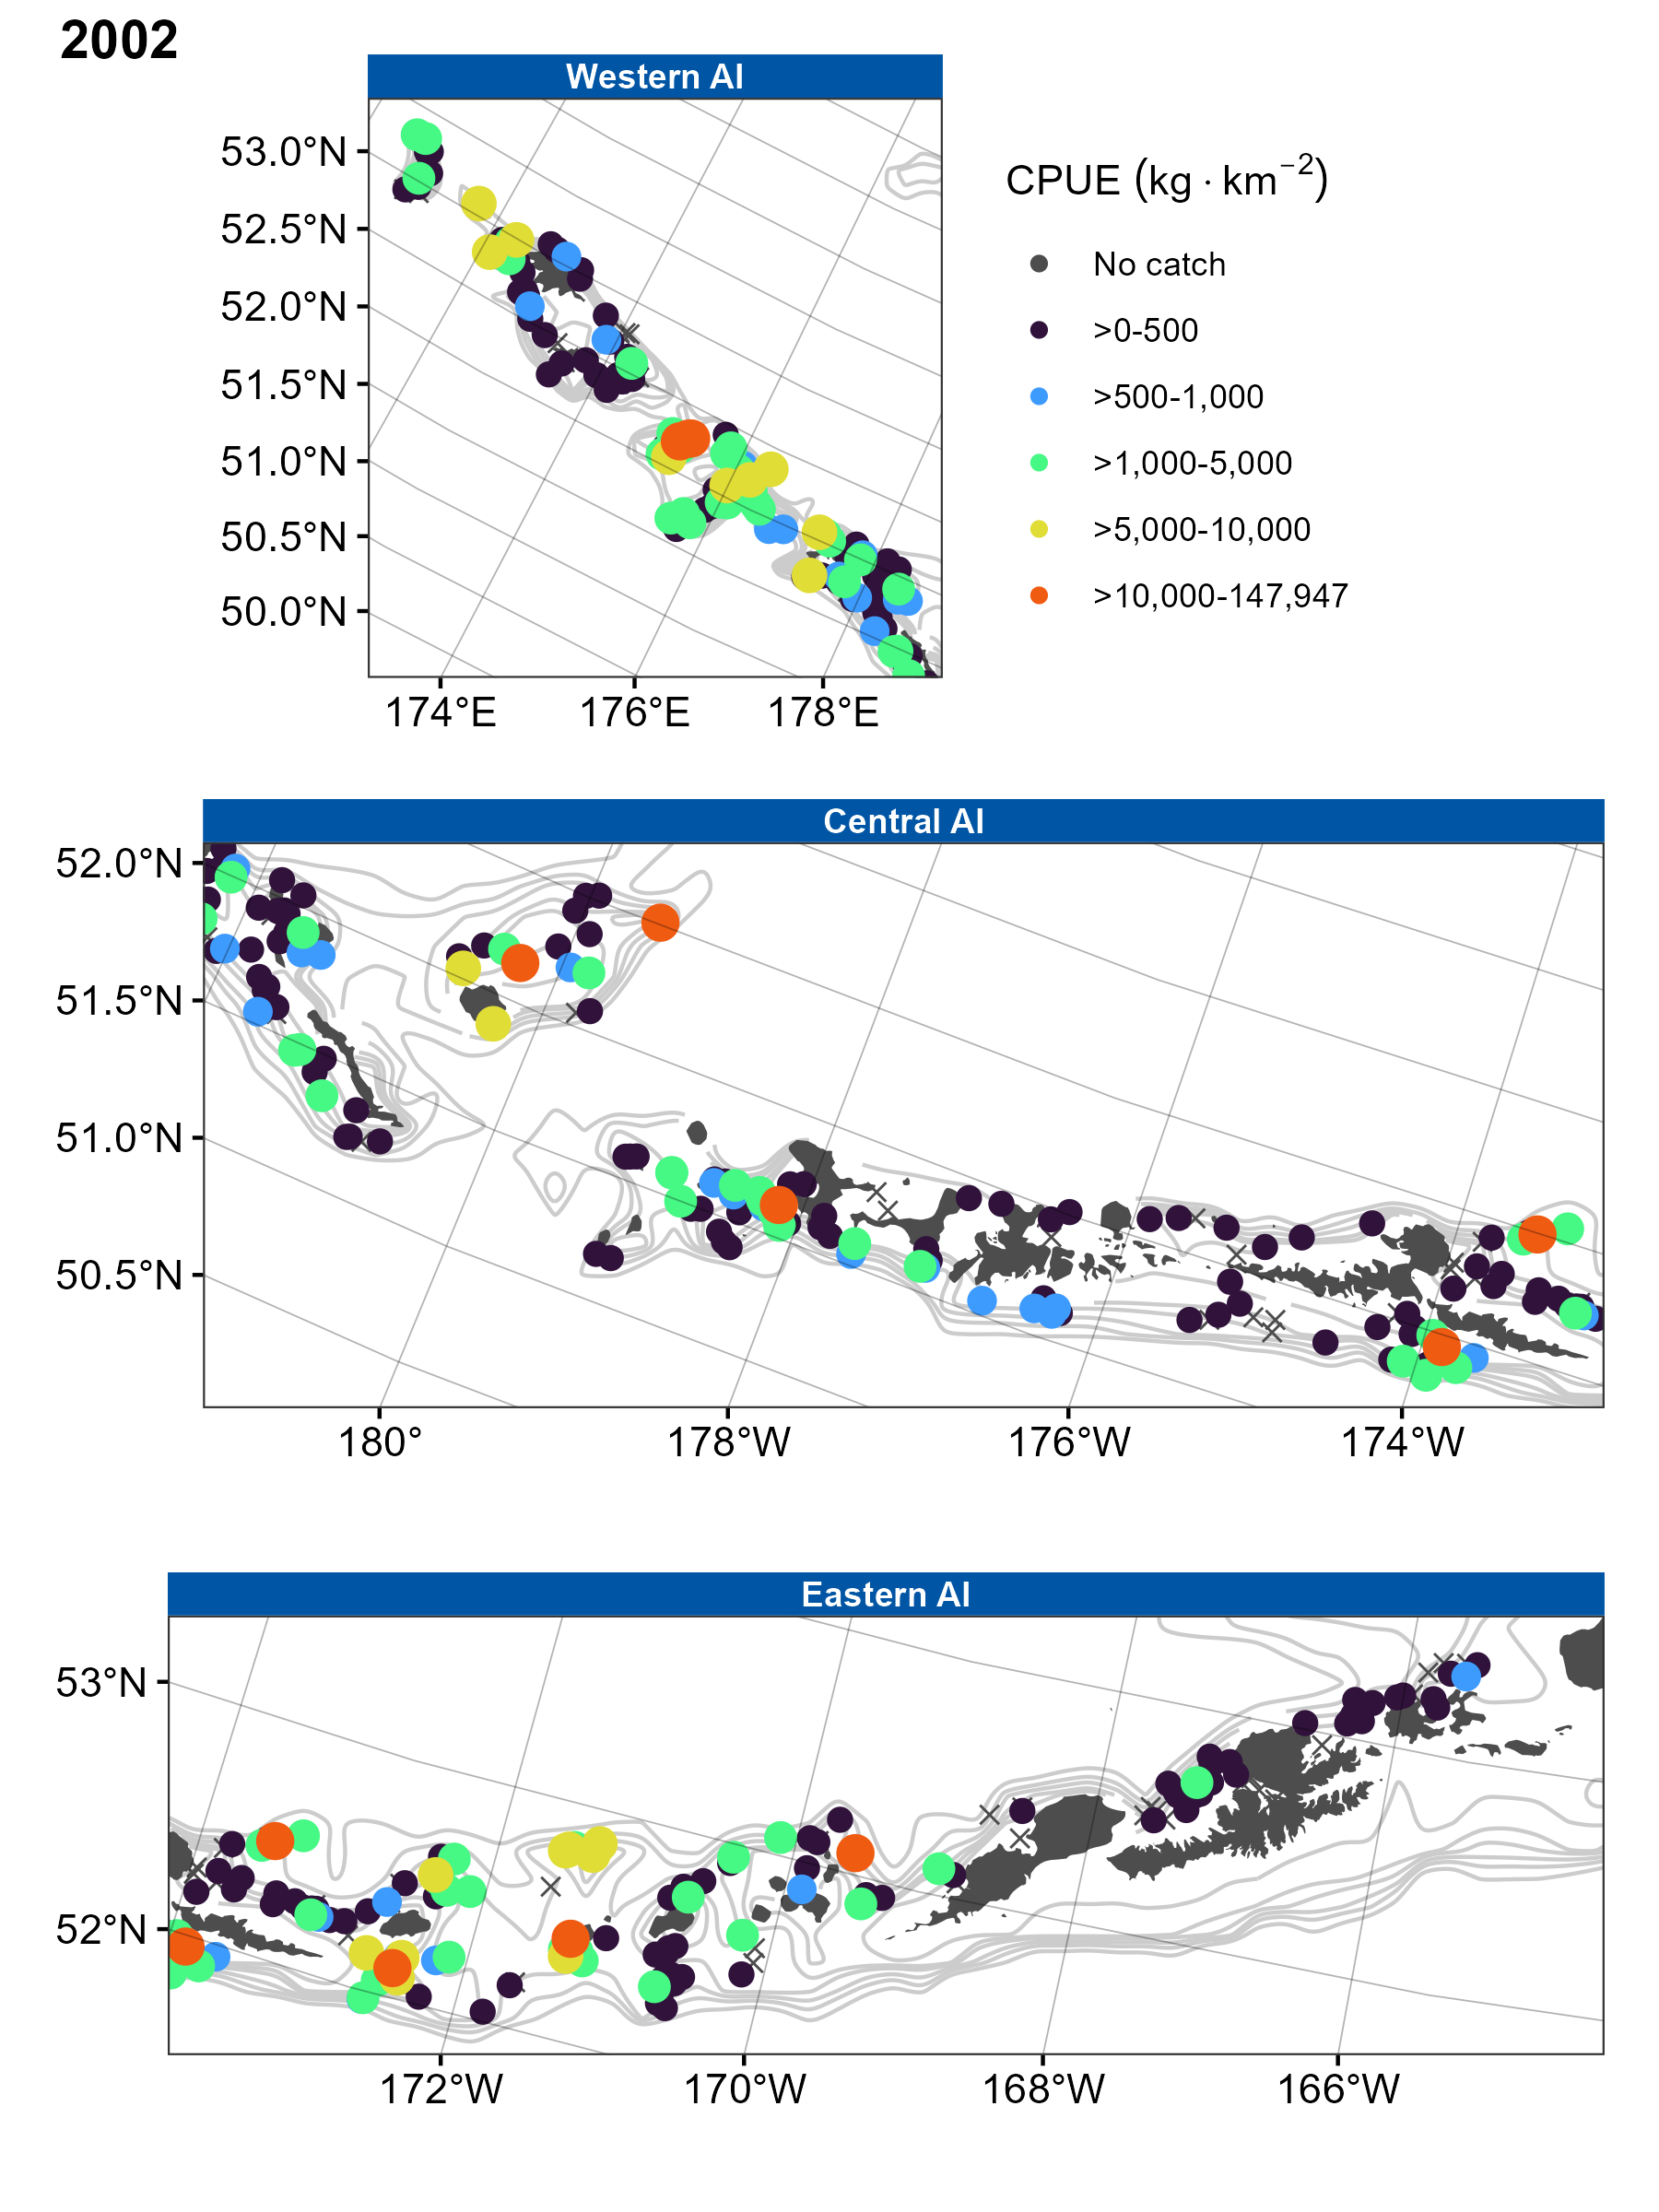 2002
Western AI
53.0°N
52.5°N
52.0°N
51.5°N
51.0°N
50.5°N
50.0°N
174°E 176°E 178°E
CPUE (kg · km⁻²)
No catch
>0-500
>500-1,000
>1,000-5,000
>5,000-10,000
>10,000-147,947
Central AI
52.0°N
51.5°N
51.0°N
50.5°N
180° 178°W 176°W 174°W
Eastern AI
53°N
52°N
172°W 170°W 168°W 166°W